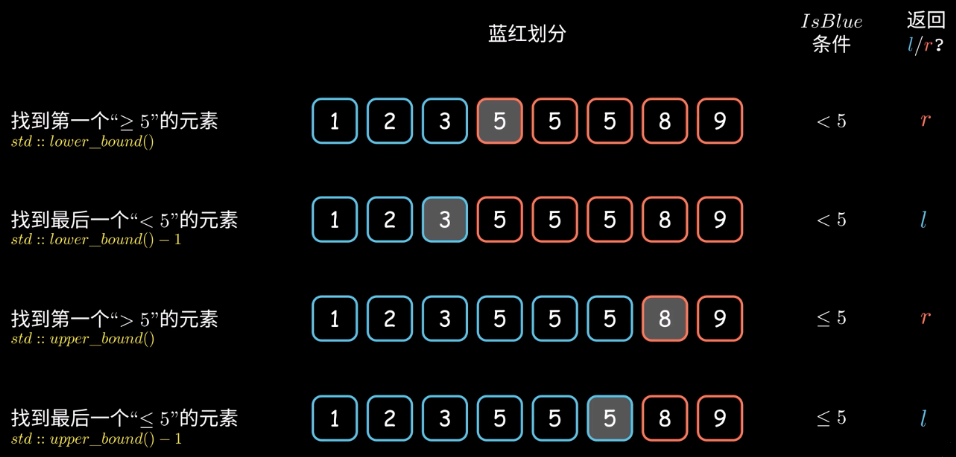 蓝红划分
IsBlue
条件
返回
l/r?
找到第一个“≥ 5”的元素
std :: lower_bound()
1 2 3 5 5 5 8 9
< 5
r
找到最后一个“< 5”的元素
std :: lower_bound() − 1
1 2 3 5 5 5 8 9
< 5
l
找到第一个“> 5”的元素
std :: upper_bound()
1 2 3 5 5 5 8 9
≤ 5
r
找到最后一个“≤ 5”的元素
std :: upper_bound() − 1
1 2 3 5 5 5 8 9
≤ 5
l